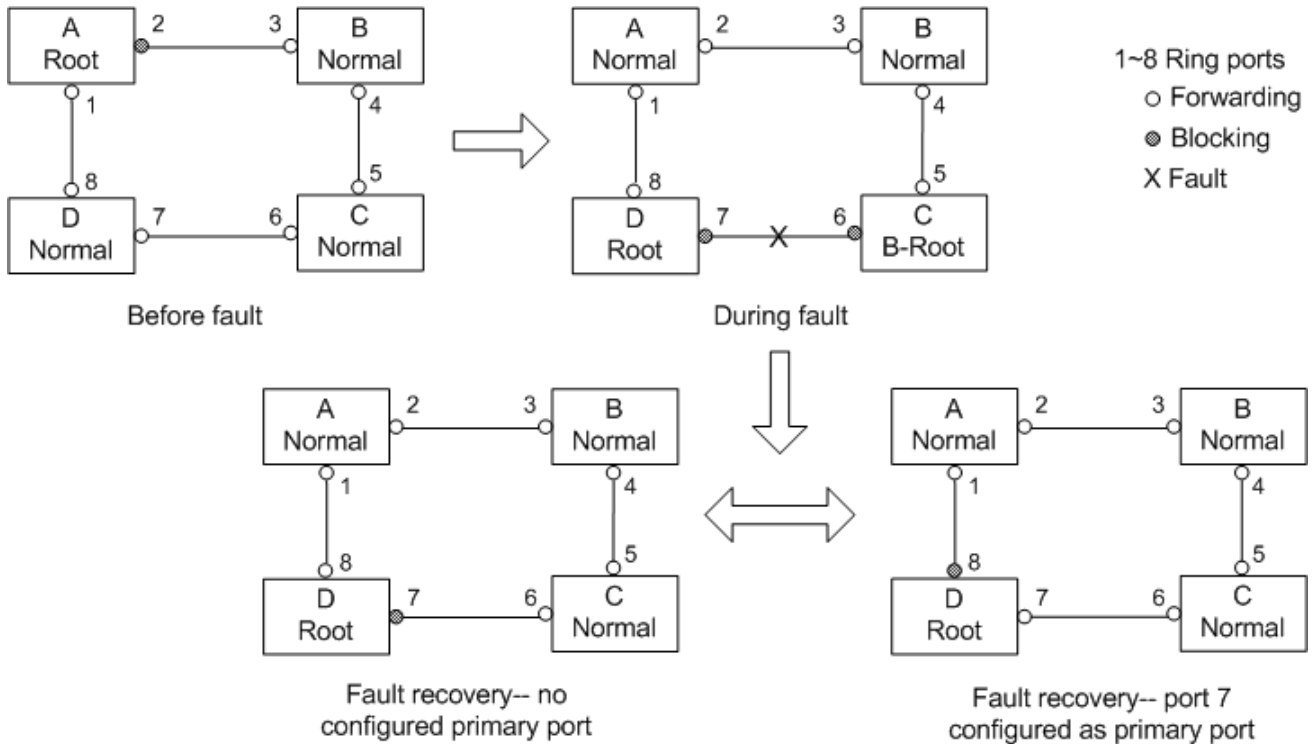 A
Root
2
3
B
Normal
1
4
8
5
D
Normal
7
6
C
Normal
Before fault
A
Normal
2
3
B
Normal
1
4
8
5
D
Root
7
X
6
C
B-Root
During fault
1~8 Ring ports
Forwarding
Blocking
X Fault
A
Normal
2
3
B
Normal
1
4
8
5
D
Root
7
6
C
Normal
Fault recovery-- no
configured primary port
A
Normal
2
3
B
Normal
1
4
8
5
D
Root
7
6
C
Normal
Fault recovery-- port 7
configured as primary port